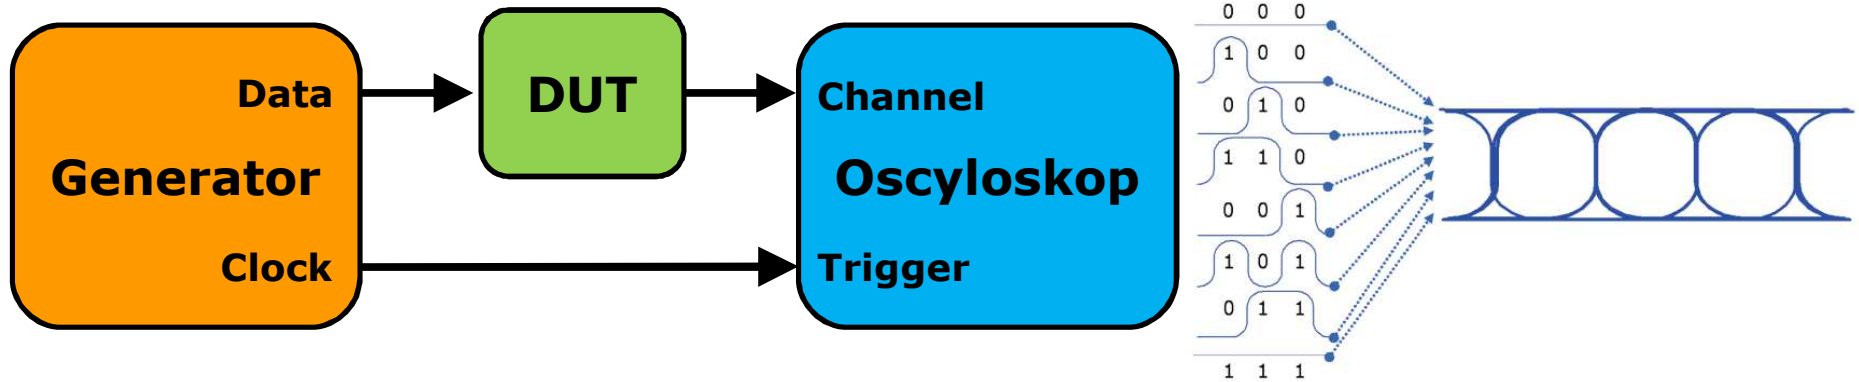 Data
Generator
Clock
DUT
Channel
Oscyloskop
Trigger
0 0 0
1 0 0
0 1 0
1 1 0
0 0 1
1 0 1
0 1 1
1 1 1